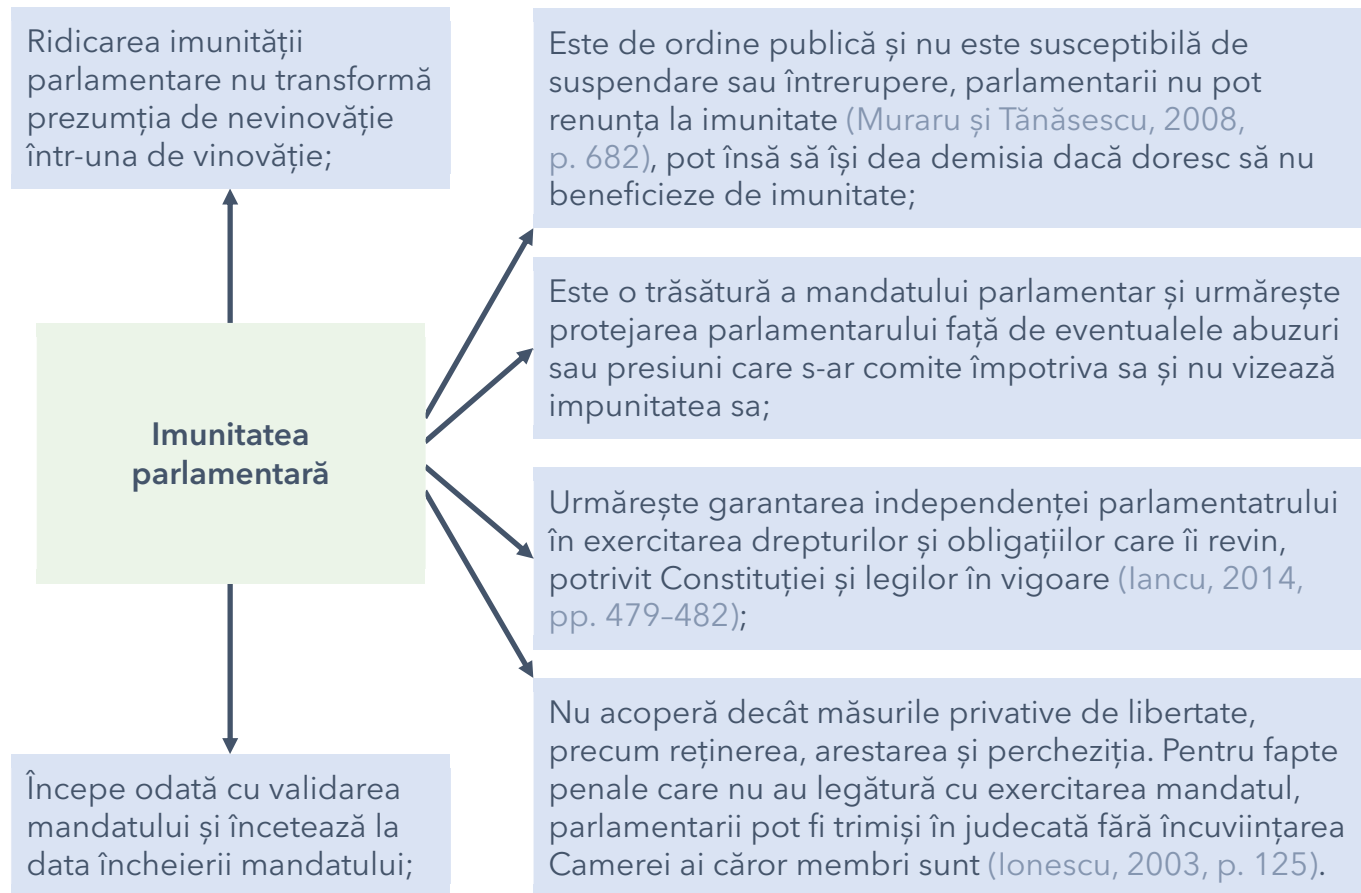 Ridicarea imunității
parlamentare nu transformă
prezumția de nevinovăție
într-una de vinovăție;
Este de ordine publică și nu este susceptibilă de
suspendare sau întrerupere, parlamentarii nu pot
renunța la imunitate (Muraru și Tănăsescu, 2008,
p. 682), pot însă să își dea demisia dacă doresc să nu
beneficieze de imunitate;
Este o trăsătură a mandatului parlamentar și urmărește
protejarea parlamentarului față de eventualele abuzuri
sau presiuni care s-ar comite împotriva sa și nu vizează
impunitatea sa;
Imunitatea
parlamentară
Urmărește garantarea independenței parlamentatrului
în exercitarea drepturilor și obligațiilor care îi revin,
potrivit Constituției și legilor în vigoare (Iancu, 2014,
pp. 479–482);
Începe odată cu validarea
mandatului și încetează la
data încheierii mandatului;
Nu acoperă decât măsurile privative de libertate,
precum reținerea, arestarea și percheziția. Pentru fapte
penale care nu au legătură cu exercitarea mandatul,
parlamentarii pot fi trimiși în judecată fără încuviințarea
Camerei ai căror membri sunt (Ionescu, 2003, p. 125).